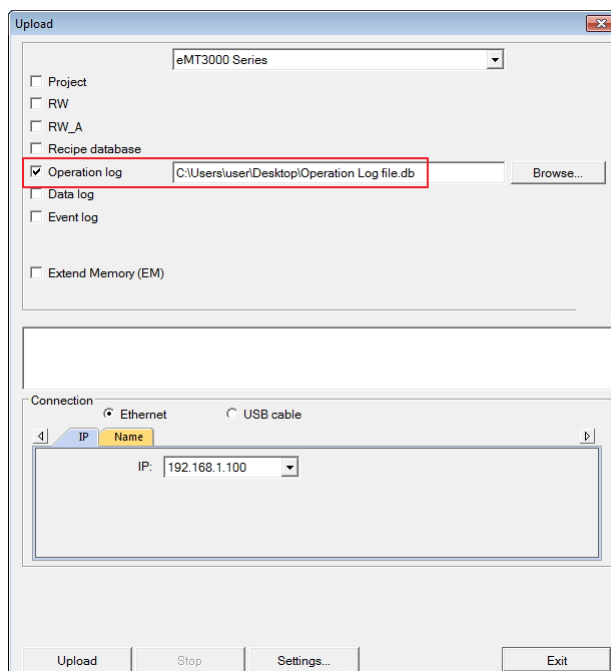 Upload
eMT3000 Series
Project
RW
RW_A
Recipe database
Operation log C:\Users\user\Desktop\Operation Log file.db Browse...
Data log
Event log
Extend Memory (EM)
Connection
Ethernet USB cable
IP Name
IP: 192.168.1.100
Upload Stop Settings... Exit